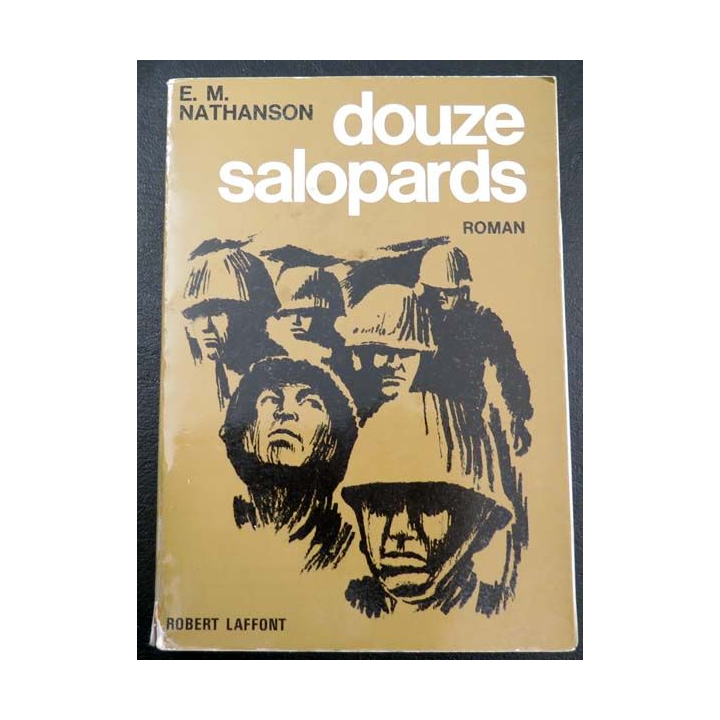 E. M.
NATHANSON
douze
salopards
ROMAN
ROBERT LAFFONT